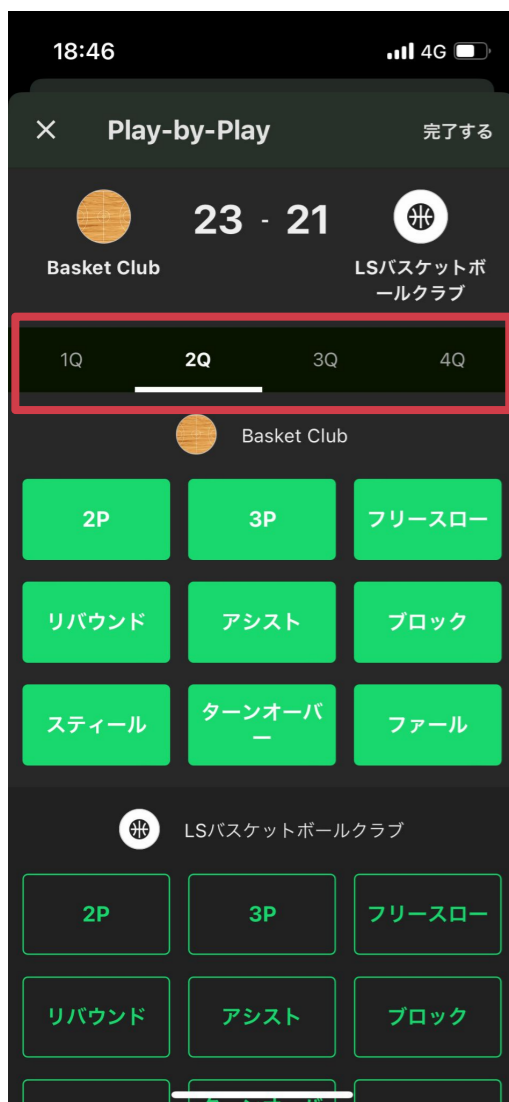 18:46
4G
Play-by-Play
完了する
23 - 21
Basket Club
LSバスケットボ
ールクラブ
1Q
2Q
3Q
4Q
Basket Club
2P
3P
フリースロー
リバウンド
アシスト
ブロック
スティール
ターンオーバ
ー
ファール
LSバスケットボールクラブ
2P
3P
フリースロー
リバウンド
アシスト
ブロック